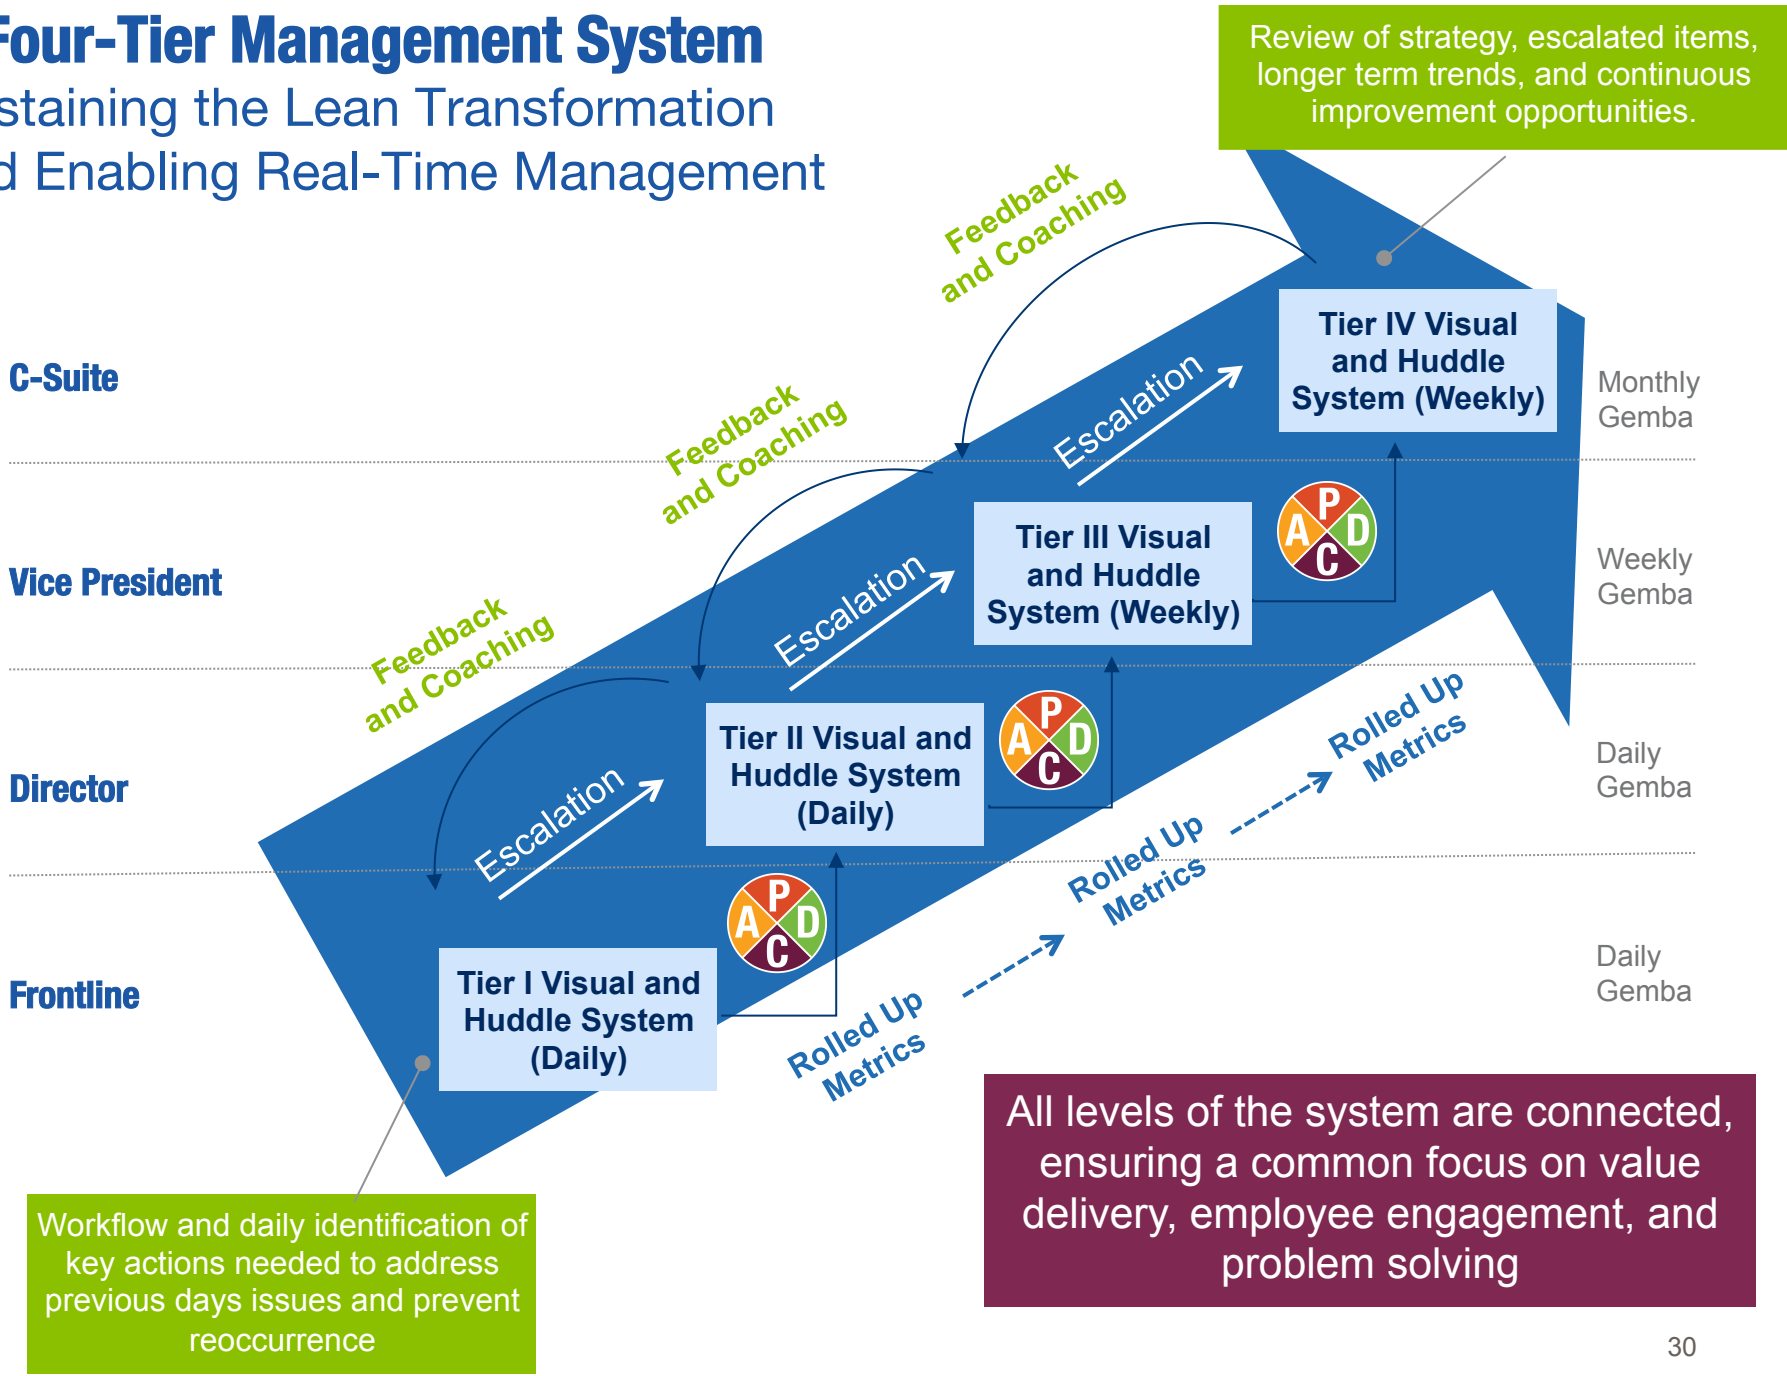 Four-Tier Management System
staining the Lean Transformation
d Enabling Real-Time Management
Review of strategy, escalated items,
longer term trends, and continuous
improvement opportunities.
Feedback
and Coaching
C-Suite
Escalation
Tier IV Visual
and Huddle
System (Weekly)
Monthly
Gemba
Feedback
and Coaching
Vice President
Escalation
Tier III Visual
and Huddle
System (Weekly)
P
A D
C
Weekly
Gemba
Feedback
and Coaching
Director
Escalation
Tier II Visual and
Huddle System
(Daily)
P
A D
C
Rolled Up
Metrics
Daily
Gemba
Frontline
Tier I Visual and
Huddle System
(Daily)
P
A D
C
Rolled Up
Metrics
Rolled Up
Metrics
Daily
Gemba
Workflow and daily identification of
key actions needed to address
previous days issues and prevent
reoccurrence
All levels of the system are connected,
ensuring a common focus on value
delivery, employee engagement, and
problem solving
30